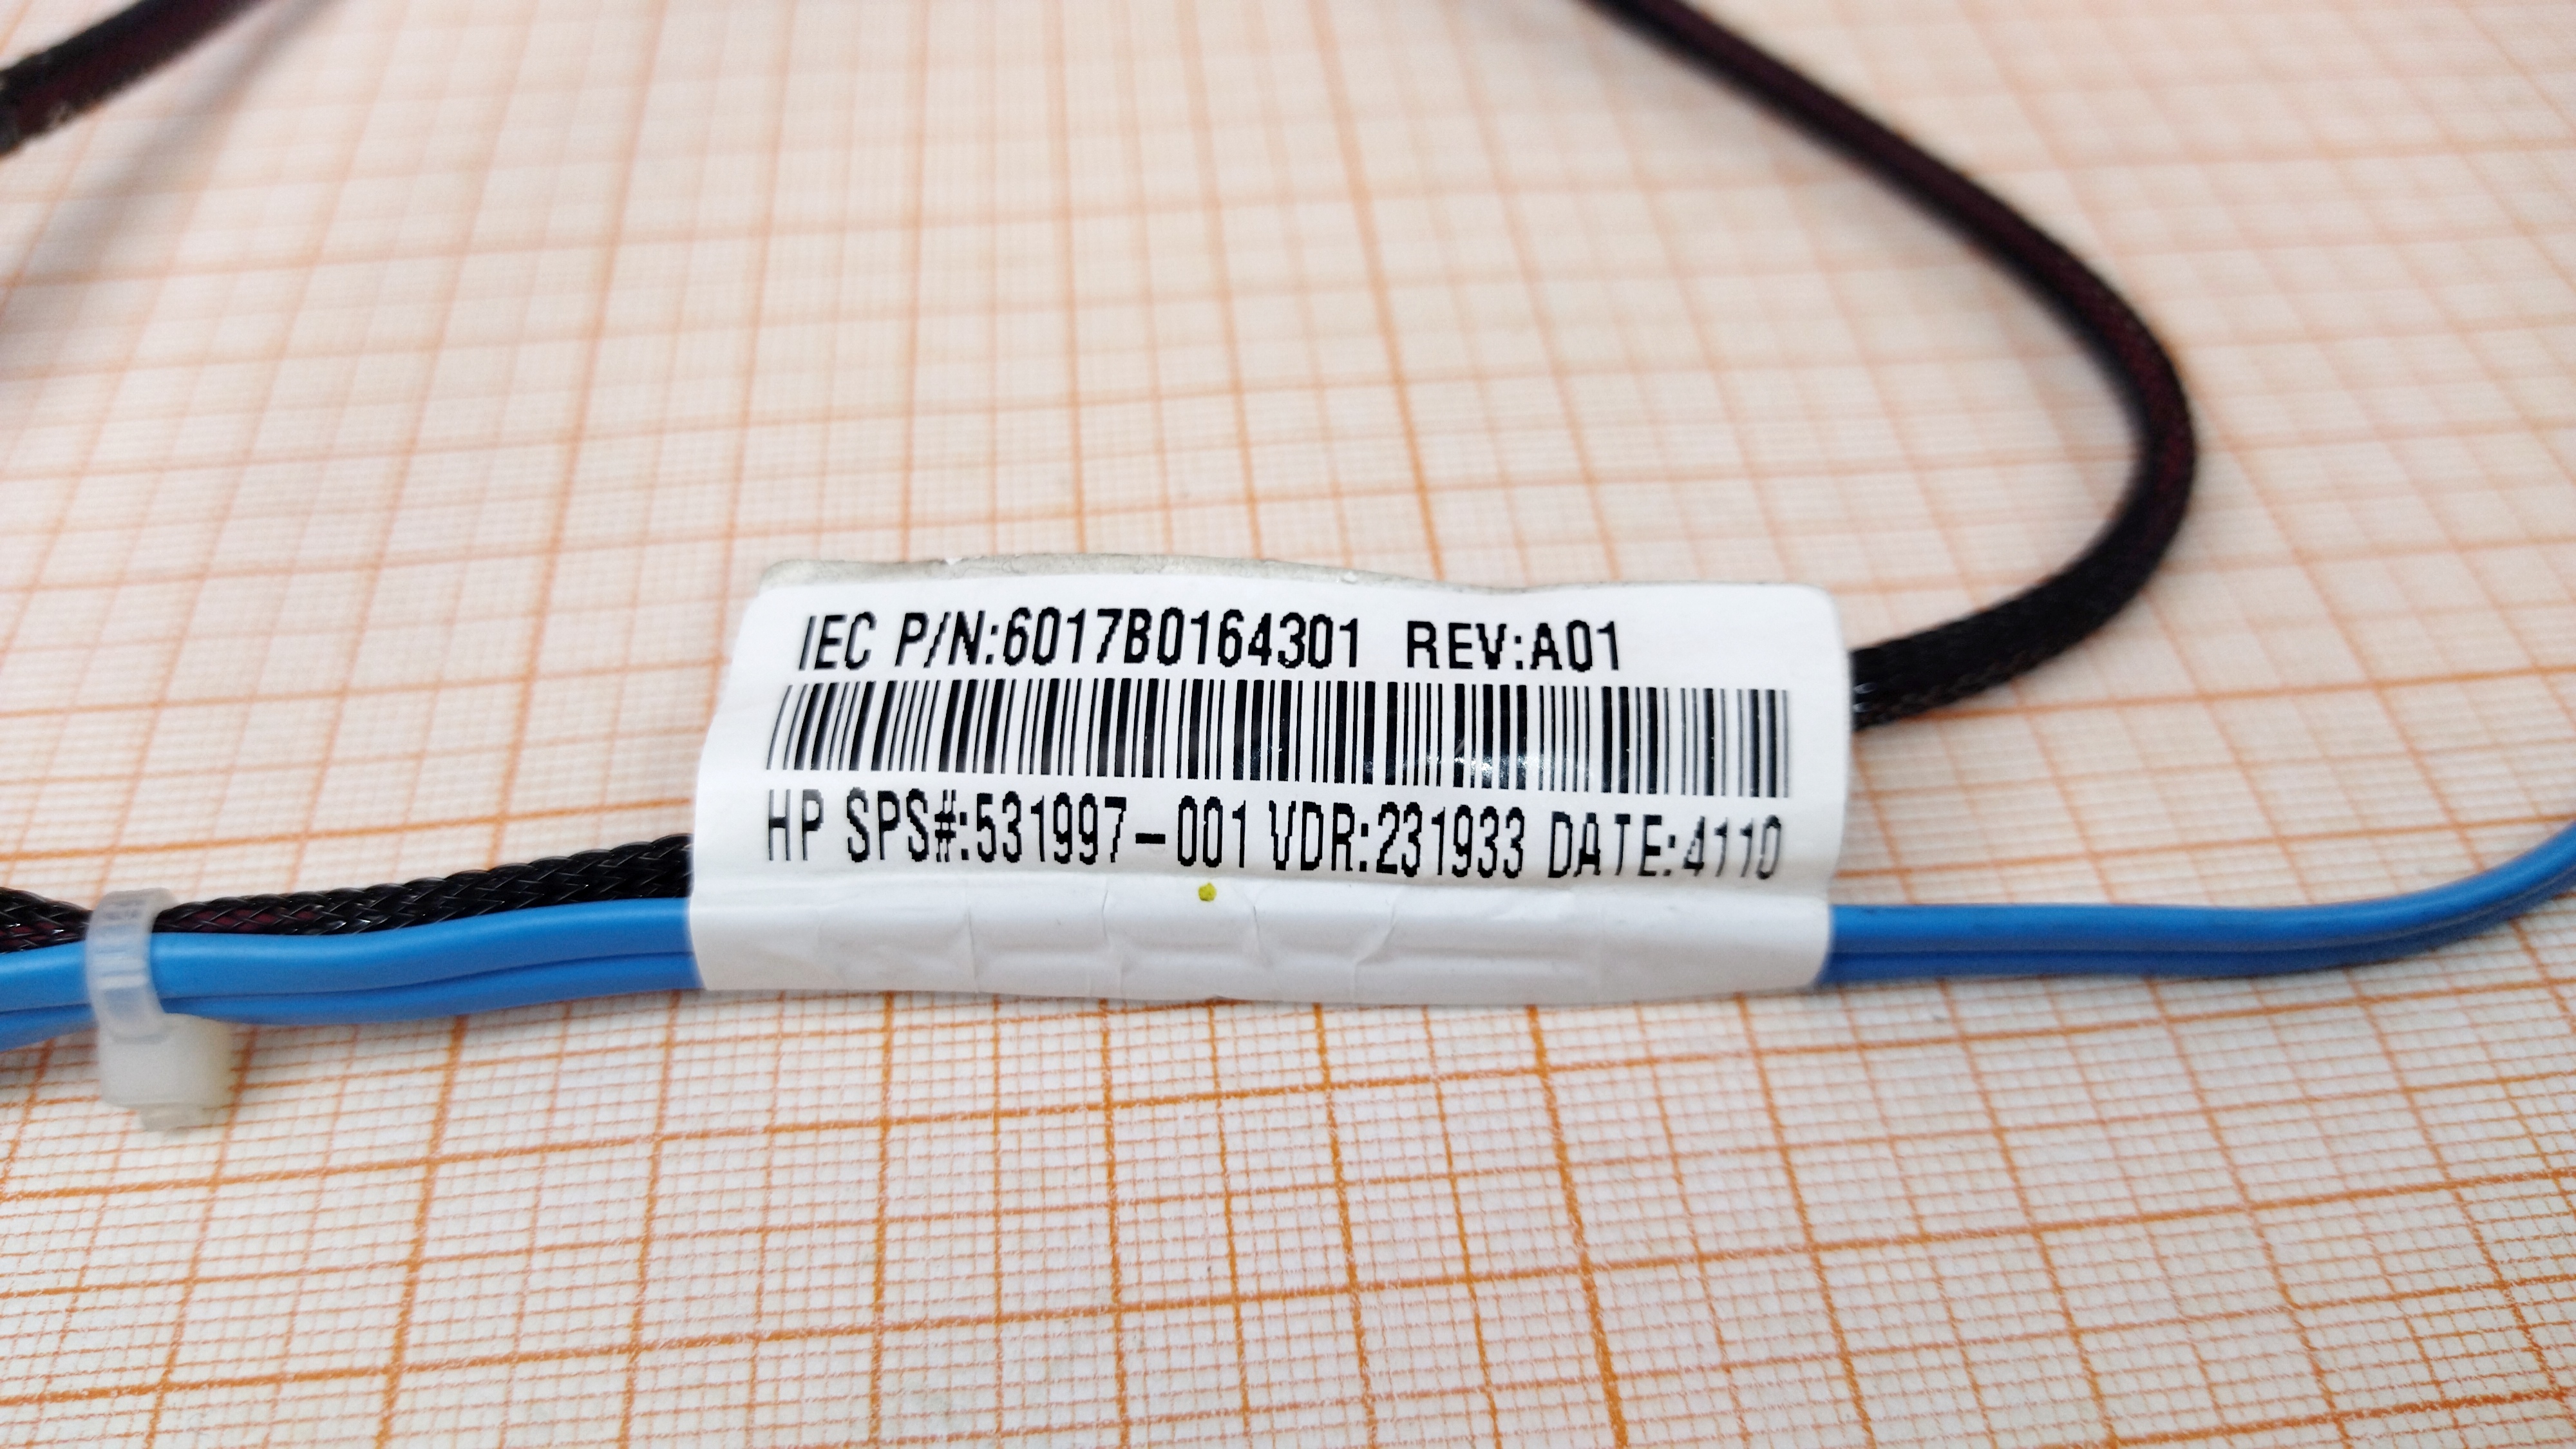 IEC P/N:6017B0164301 REV:A01
HP SPS#:531997-001 VDR:231933 DATE:4110